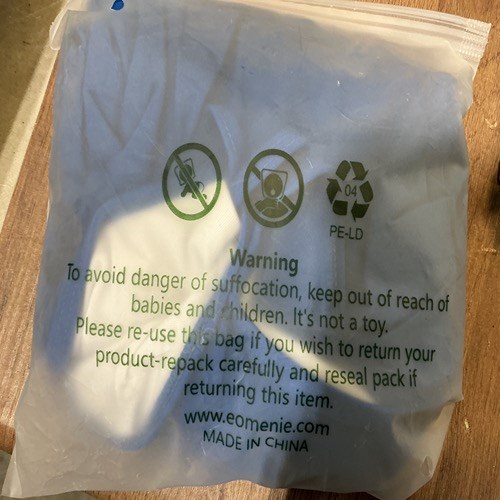 04
PE-LD
Warning
To avoid danger of suffocation, keep out of reach of
babies and children. It's not a toy.
Please re-use this bag if you wish to return your
product-repack carefully and reseal pack if
returning this item.
www.eomenie.com
MADE IN CHINA